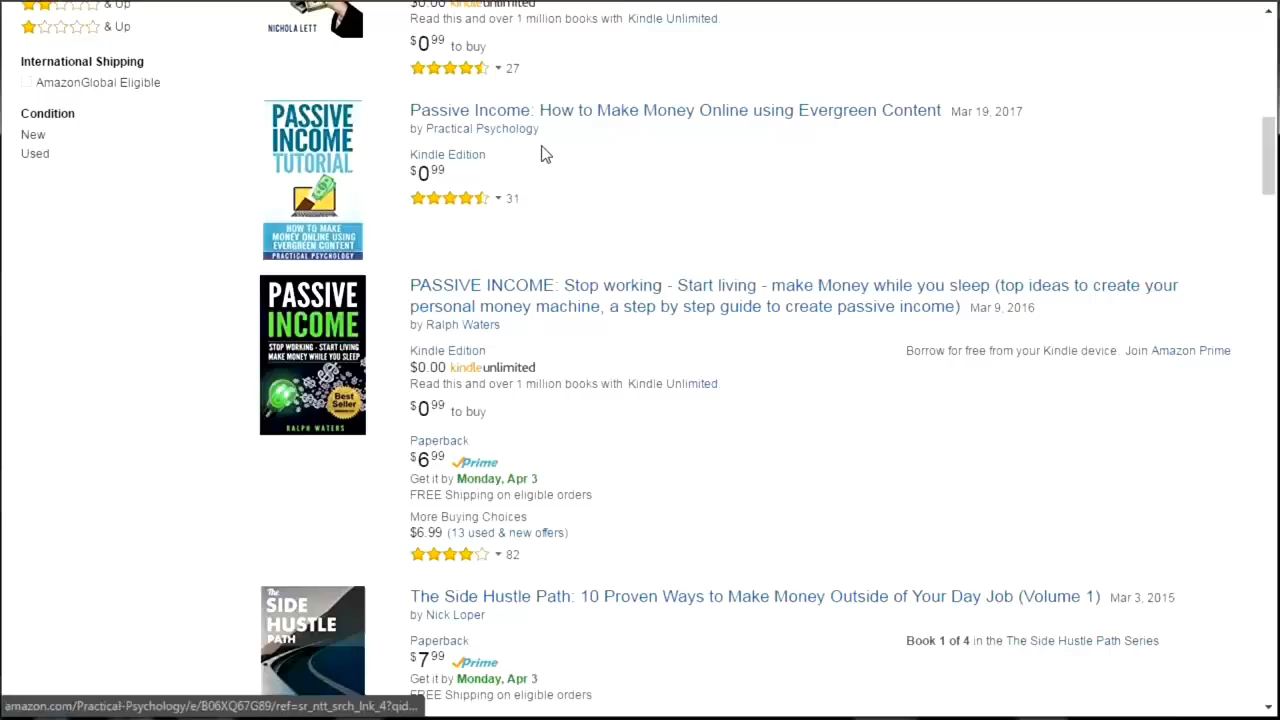 & Up
& Up
International Shipping
AmazonGlobal Eligible
Condition
New
Used
NICHOLA LETT
$0.00 kindleunlimited
Read this and over 1 million books with Kindle Unlimited.
$0 99 to buy
27
PASSIVE
INCOME
TUTORIAL
HOW TO MAKE
MONEY ONLINE USING
EVERGREEN CONTENT
PRACTICAL PSYCHOLOGY
Passive Income: How to Make Money Online using Evergreen Content Mar 19, 2017
by Practical Psychology
Kindle Edition
$0 99
31
PASSIVE
INCOME
STOP WORKING - START LIVING
MAKE MONEY WHILE YOU SLEEP
Best
Seller
RALPH WATERS
PASSIVE INCOME: Stop working - Start living - make Money while you sleep (top ideas to create your
personal money machine, a step by step guide to create passive income) Mar 9, 2016
by Ralph Waters
Kindle Edition
Borrow for free from your Kindle device. Join Amazon Prime
$0.00 kindleunlimited
Read this and over 1 million books with Kindle Unlimited.
$0 99 to buy
Paperback
$6 99 Prime
Get it by Monday, Apr 3
FREE Shipping on eligible orders
More Buying Choices
$6.99 (13 used & new offers)
82
The
SIDE
HUSTLE
PATH
The Side Hustle Path: 10 Proven Ways to Make Money Outside of Your Day Job (Volume 1) Mar 3, 2015
by Nick Loper
Paperback
Book 1 of 4 in the The Side Hustle Path Series
$7 99 Prime
Get it by Monday, Apr 3
FREE Shipping on eligible orders
amazon.com/Practical-Psychology/e/B06XQ67G89/ref=sr_ntt_srch_lnk_4?qid...